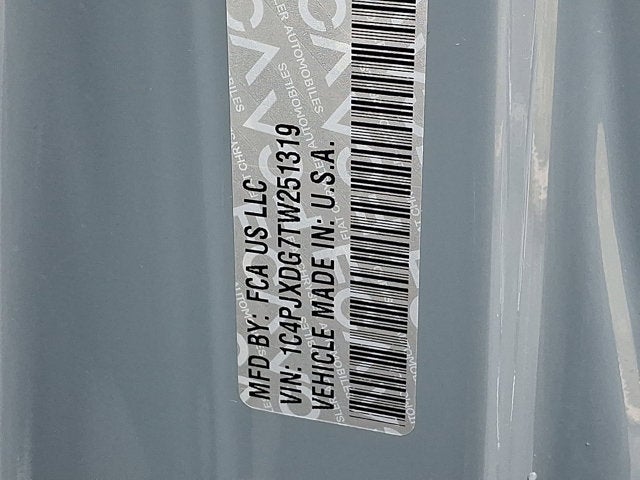 MFD BY: FCA US LLC
VIN: 1C4PJXDG7TW251319
VEHICLE MADE IN: U.S.A.